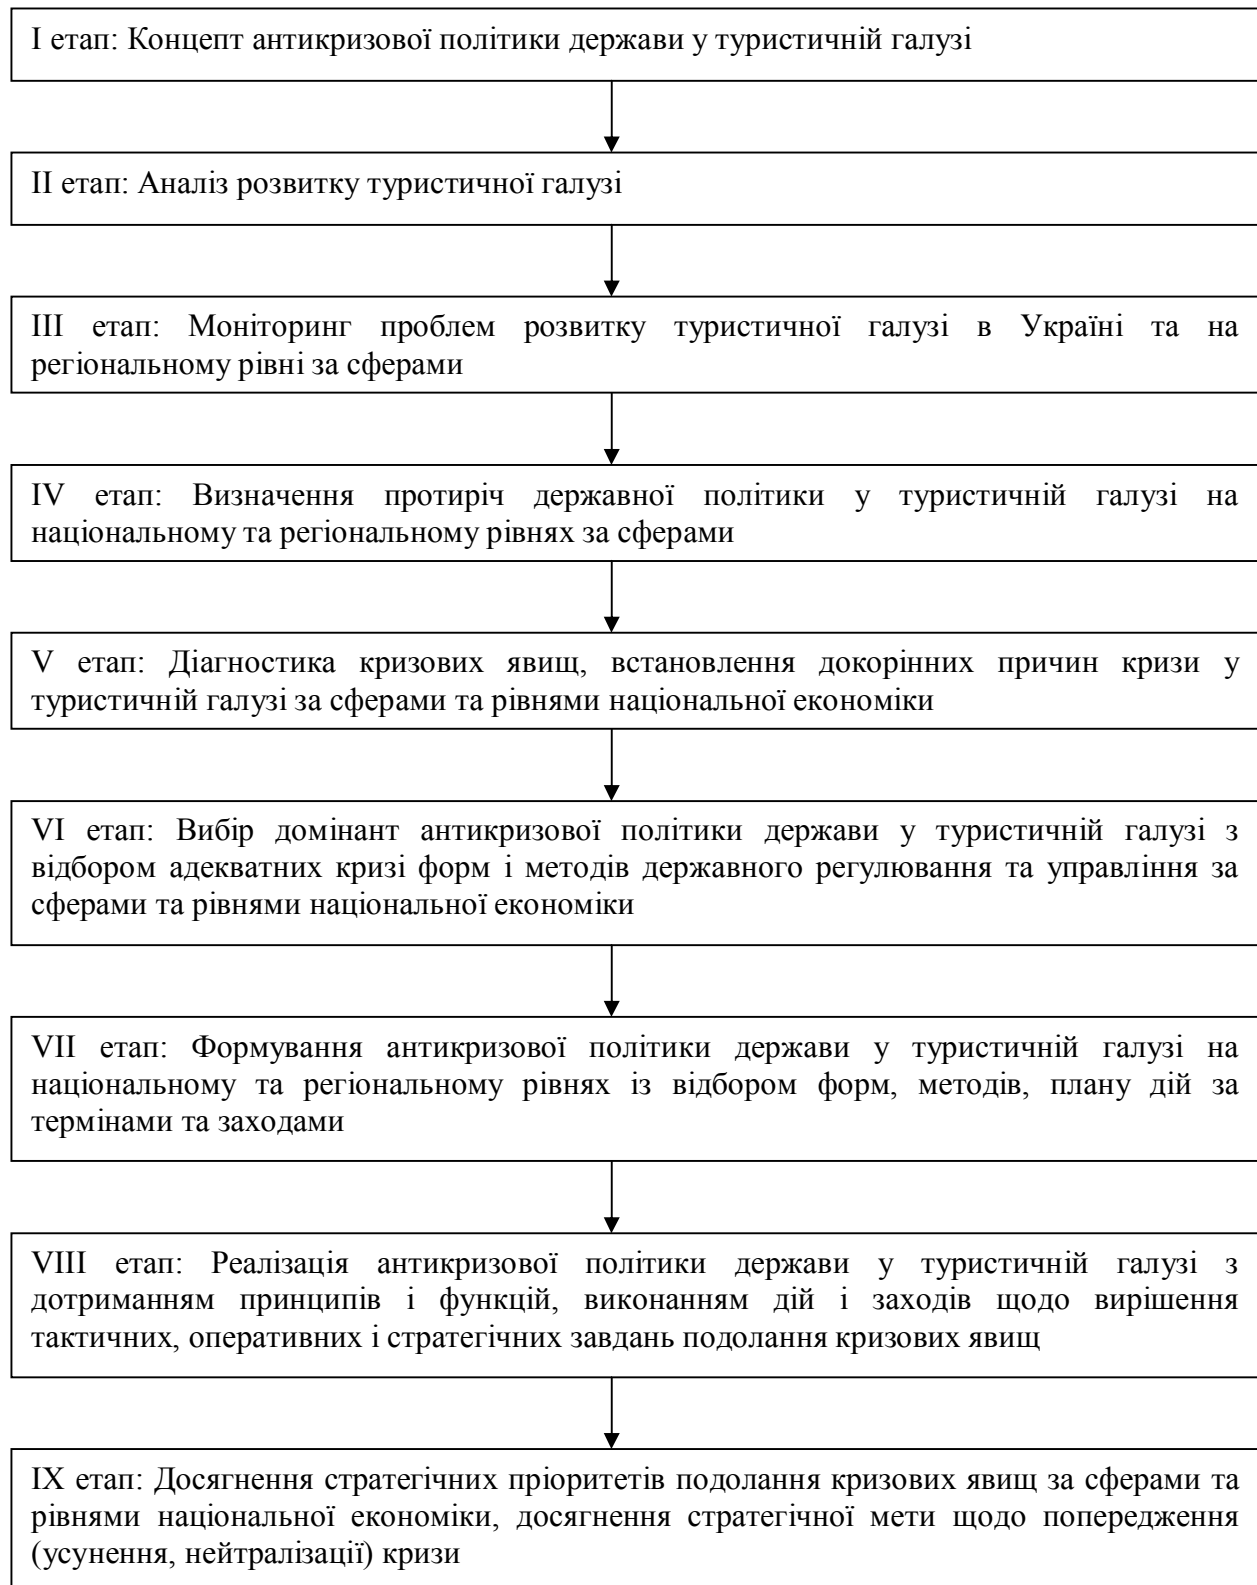 I етап: Концепт антикризової політики держави у туристичній галузі
II етап: Аналіз розвитку туристичної галузі
III етап: Моніторинг проблем розвитку туристичної галузі в Україні та на
регіональному рівні за сферами
IV етап: Визначення протиріч державної політики у туристичній галузі на
національному та регіональному рівнях за сферами
V етап: Діагностика кризових явищ, встановлення докорінних причин кризи у
туристичній галузі за сферами та рівнями національної економіки
VI етап: Вибір домінант антикризової політики держави у туристичній галузі з
відбором адекватних кризі форм і методів державного регулювання та управління за
сферами та рівнями національної економіки
VII етап: Формування антикризової політики держави у туристичній галузі на
національному та регіональному рівнях із відбором форм, методів, плану дій за
термінами та заходами
VIII етап: Реалізація антикризової політики держави у туристичній галузі з
дотриманням принципів і функцій, виконанням дій і заходів щодо вирішення
тактичних, оперативних і стратегічних завдань подолання кризових явищ
IX етап: Досягнення стратегічних пріоритетів подолання кризових явищ за сферами та
рівнями національної економіки, досягнення стратегічної мети щодо попередження
(усунення, нейтралізації) кризи